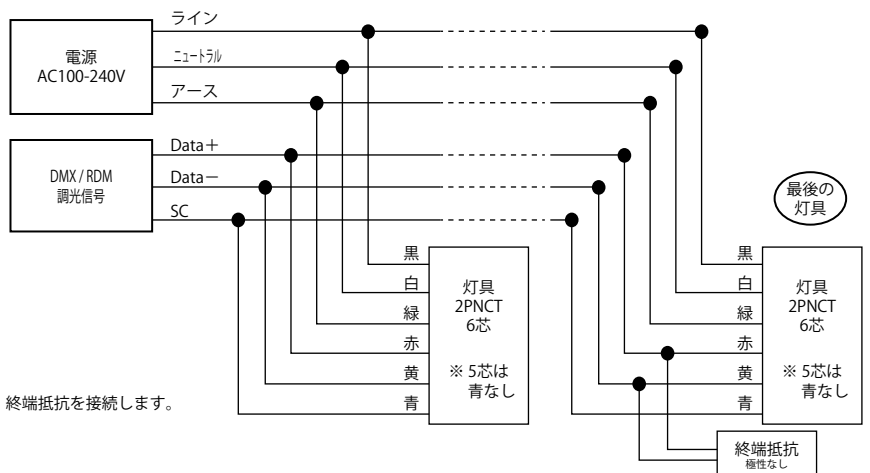 ライン
電源
AC100-240V
ニュートラル
アース
DMX / RDM
調光信号
Data＋
Data－
SC
最後の
灯具
黒
白
緑
赤
黄
青
灯具
2PNCT
6芯
※ 5芯は
青なし
黒
白
緑
赤
黄
青
灯具
2PNCT
6芯
※ 5芯は
青なし
終端抵抗を接続します。
終端抵抗
極性なし